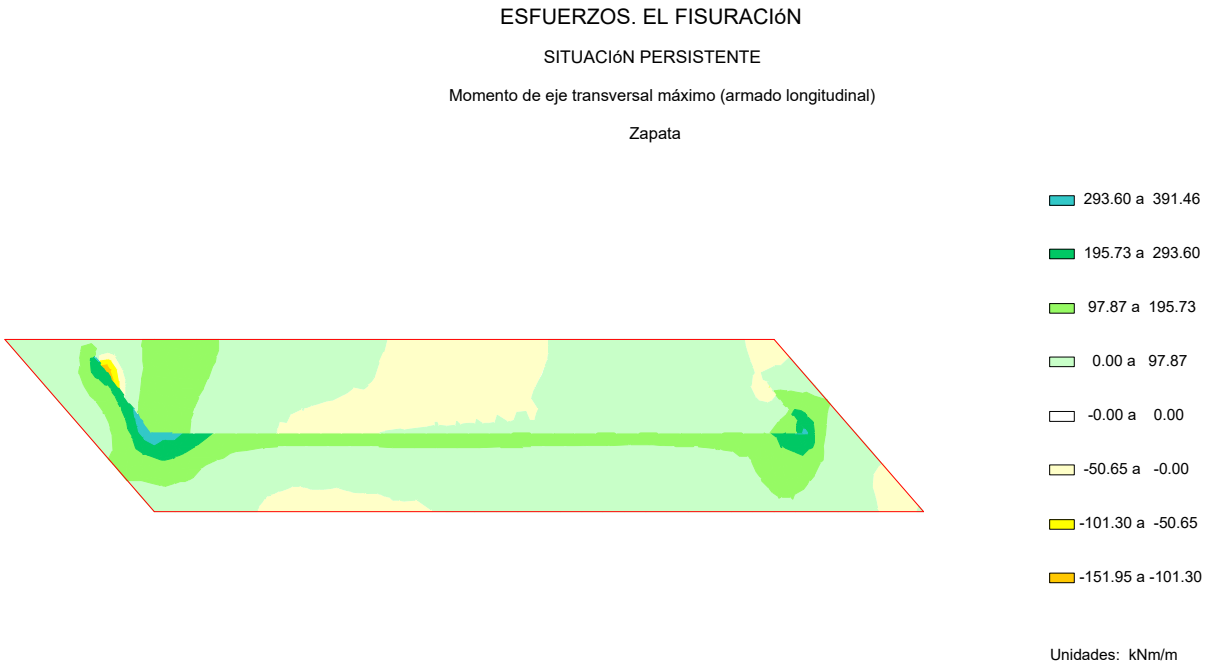 ESFUERZOS. EL FISURACIóN
SITUACIóN PERSISTENTE
Momento de eje transversal máximo (armado longitudinal)
Zapata
293.60 a 391.46
195.73 a 293.60
97.87 a 195.73
0.00 a 97.87
-0.00 a 0.00
-50.65 a -0.00
-101.30 a -50.65
-151.95 a -101.30
Unidades: kNm/m